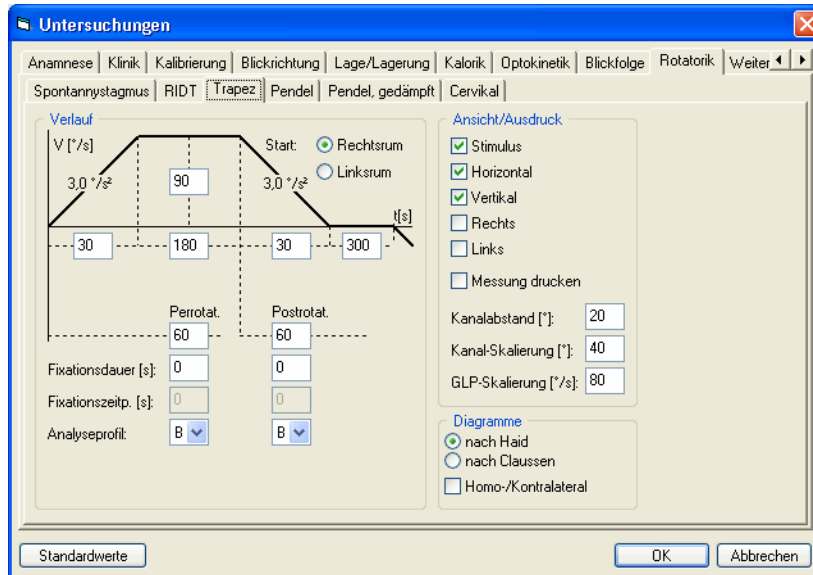 Untersuchungen
Anamnese Klinik Kalibrierung Blickrichtung Lage/Lagerung Kalorik Optokinetik Blickfolge Rotatorik Weiter
Spontannystagmus RIDT Trapez Pendel Pendel, gedämpft Cervikal
Verlauf
V [°/s]
Start: Rechtsrum
Linksrum
3,0 °/s² 90 3,0 °/s²
t[s]
30 180 30 300
Perrotat. Postrotat.
60 60
Fixationsdauer [s]: 0 0
Fixationszeitp. [s]: 0 0
Analyseprofil: B B
Ansicht/Ausdruck
Stimulus
Horizontal
Vertikal
Rechts
Links
Messung drucken
Kanalabstand [°]: 20
Kanal-Skalierung [°]: 40
GLP-Skalierung [°/s]: 80
Diagramme
nach Haid
nach Claussen
Homo-/Kontralateral
Standardwerte OK Abbrechen